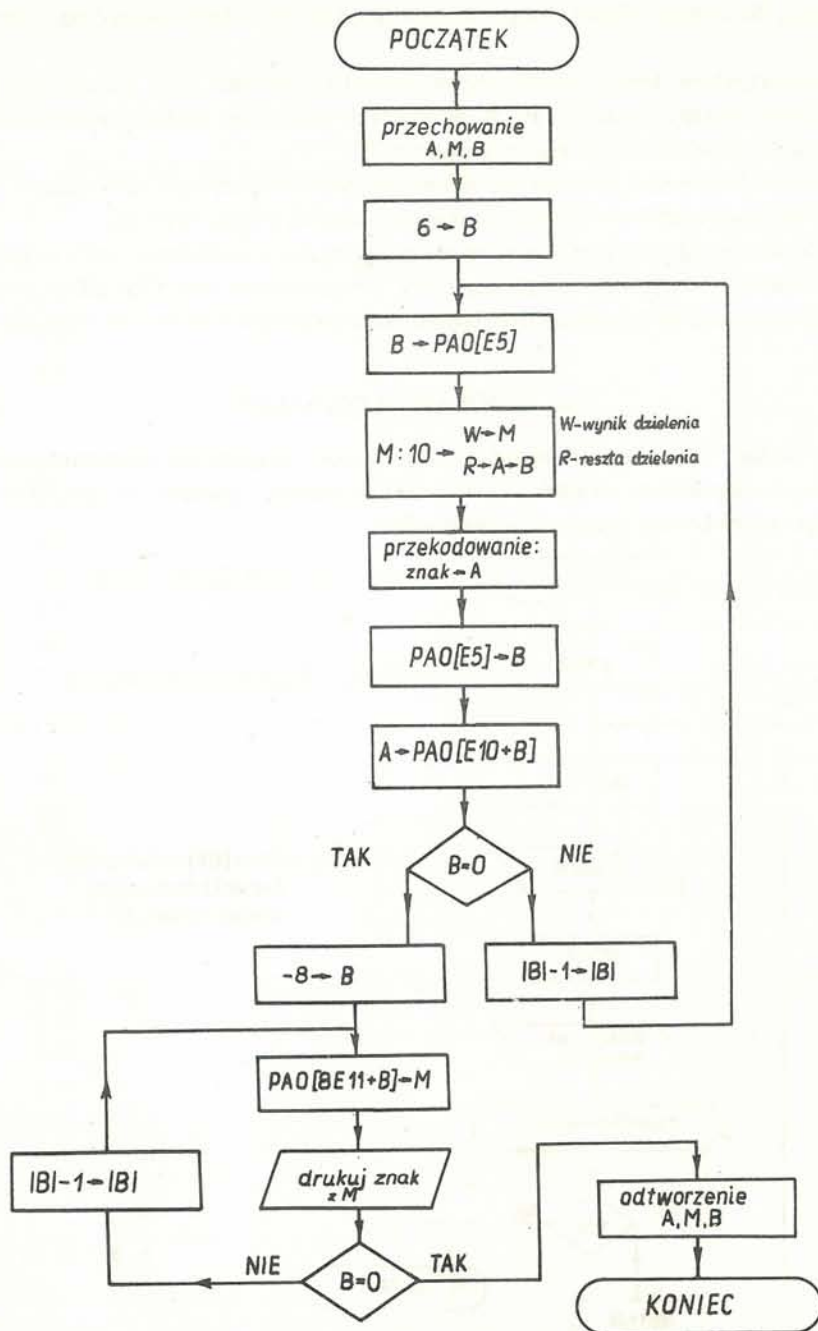 POCZĄTEK
przechowanie
A, M, B
6 → B
B → PAO[E5]
M : 10 →
W → M
R → A → B
W-wynik dzielenia
R-reszta dzielenia
przekodowanie:
znak → A
PAO[E5] → B
A → PAO[E10+B]
TAK
B=0
NIE
-8 → B
|B|-1 → |B|
PAO[8E11+B] → M
drukuj znak
z M
|B|-1 → |B|
NIE
B=0
TAK
odtworzenie
A, M, B
KONIEC